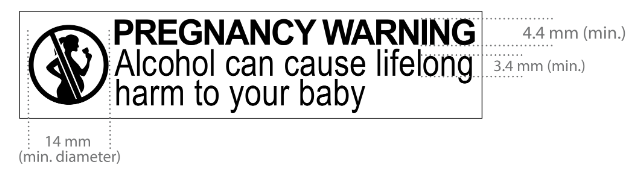 PREGNANCY WARNING
Alcohol can cause lifelong
harm to your baby
4.4 mm (min.)
3.4 mm (min.)
14 mm
(min. diameter)